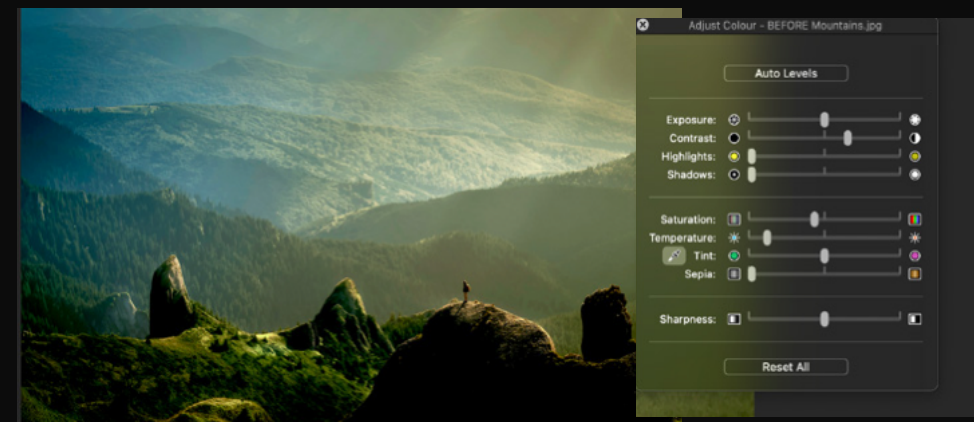 Adjust Colour - BEFORE Mountains.jpg
Auto Levels
Exposure:
Contrast:
Highlights:
Shadows:
Saturation:
Temperature:
Tint:
Sepia:
Sharpness:
Reset All